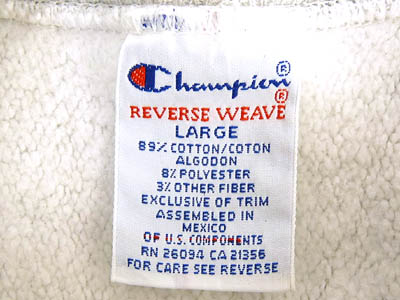 Champion®
REVERSE WEAVE®
LARGE
89% COTTON/COTON
ALGODON
8% POLYESTER
3% OTHER FIBER
EXCLUSIVE OF TRIM
ASSEMBLED IN
MEXICO
OF U.S. COMPONENTS
RN 26094 CA 21356
FOR CARE SEE REVERSE